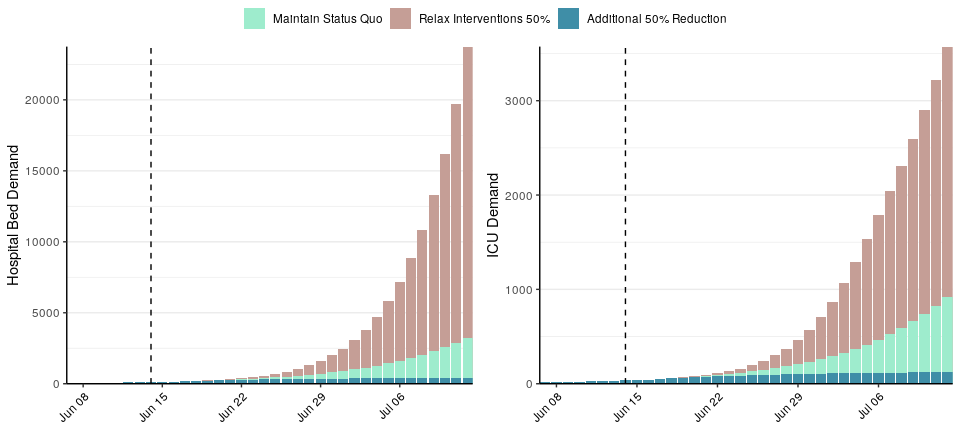 Maintain Status Quo Relax Interventions 50% Additional 50% Reduction
Hospital Bed Demand
20000
15000
10000
5000
0
Jun 08 Jun 15 Jun 22 Jun 29 Jul 06
ICU Demand
3000
2000
1000
0
Jun 08 Jun 15 Jun 22 Jun 29 Jul 06